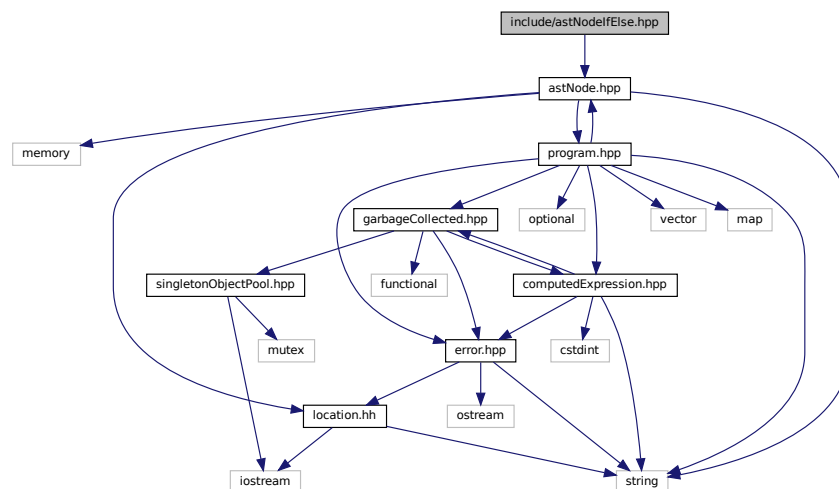 include/astNodeIfElse.hpp
astNode.hpp
memory
program.hpp
garbageCollected.hpp
optional
vector
map
singletonObjectPool.hpp
functional
computedExpression.hpp
mutex
error.hpp
cstdint
location.hh
ostream
iostream
string